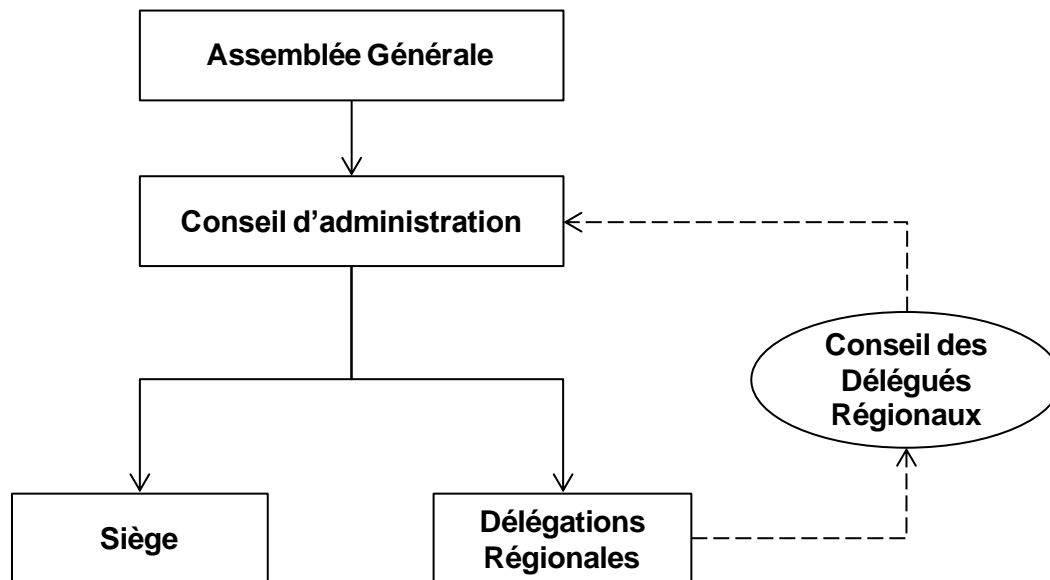 Assemblée Générale
Conseil d’administration
Conseil des
Délégués
Régionaux
Siège
Délégations
Régionales